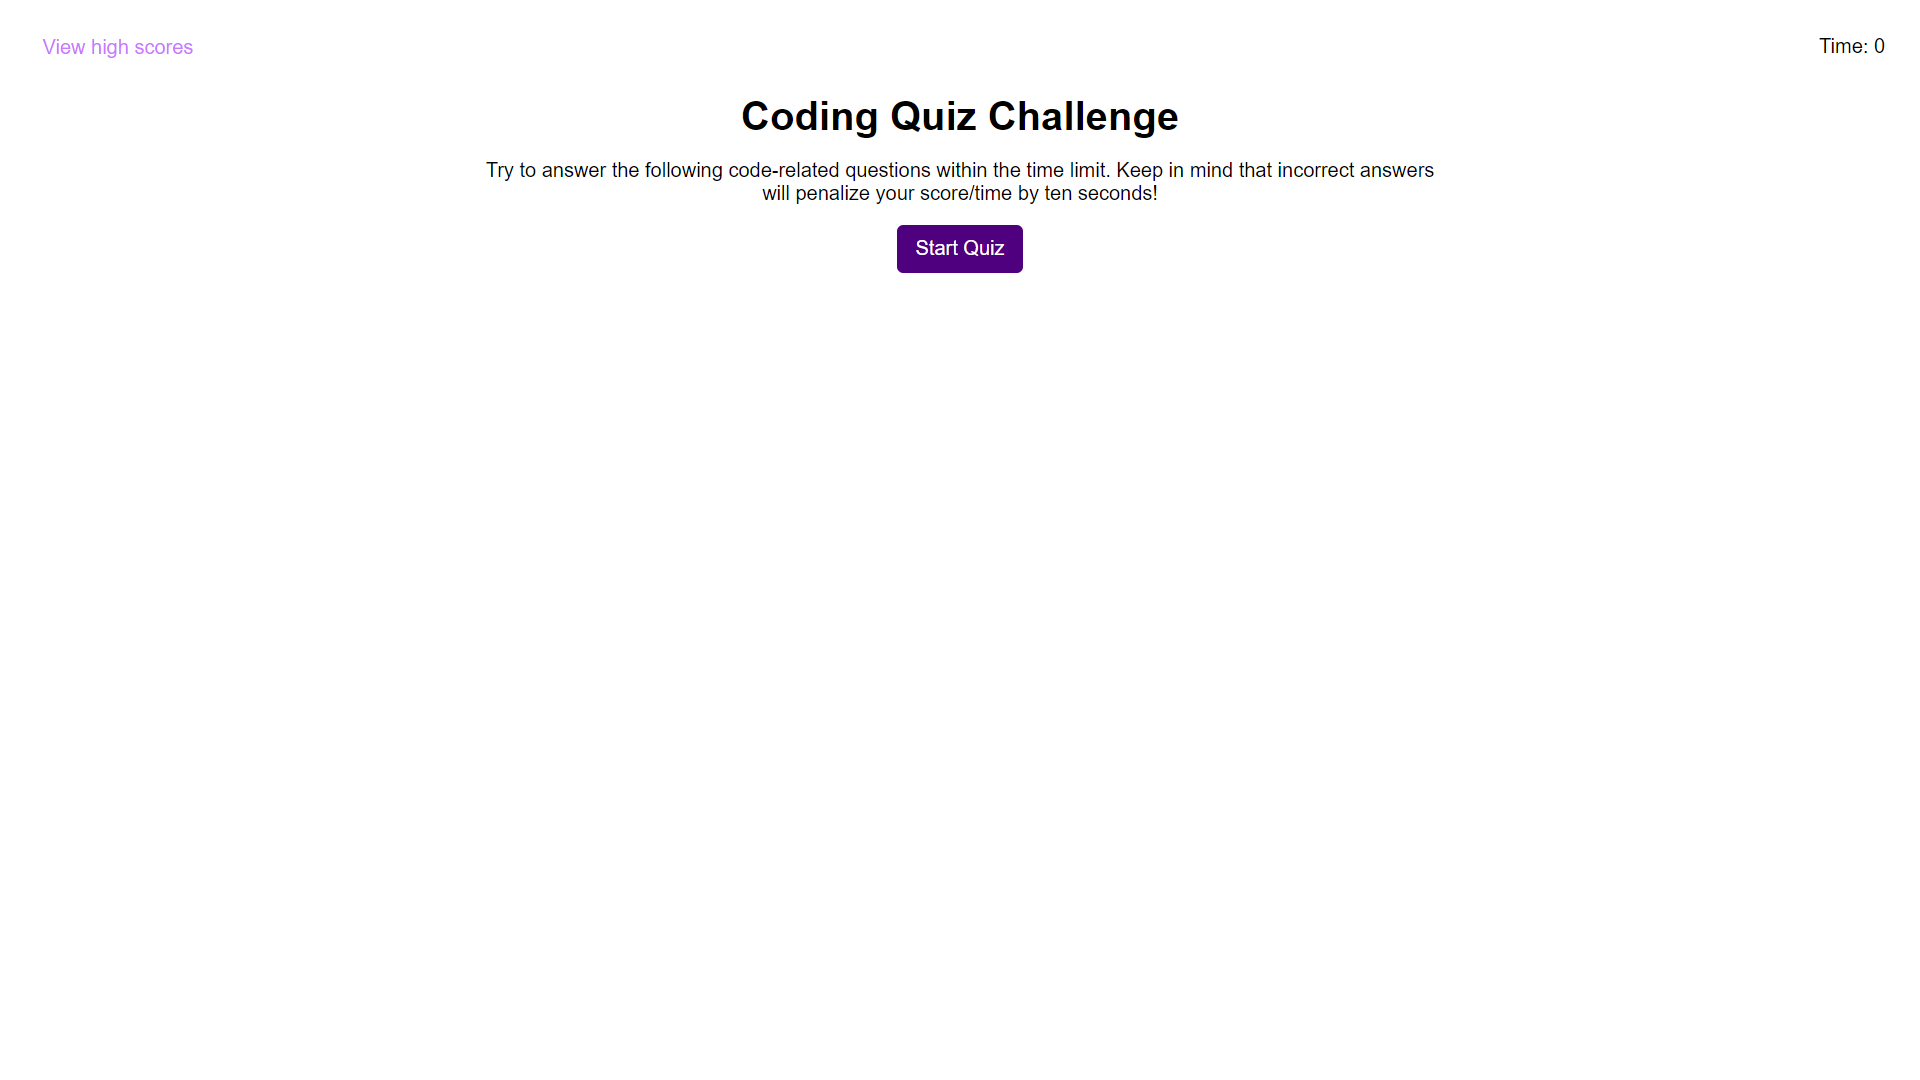 View high scores
Time: 0
Coding Quiz Challenge
Try to answer the following code-related questions within the time limit. Keep in mind that incorrect answers
will penalize your score/time by ten seconds!
Start Quiz